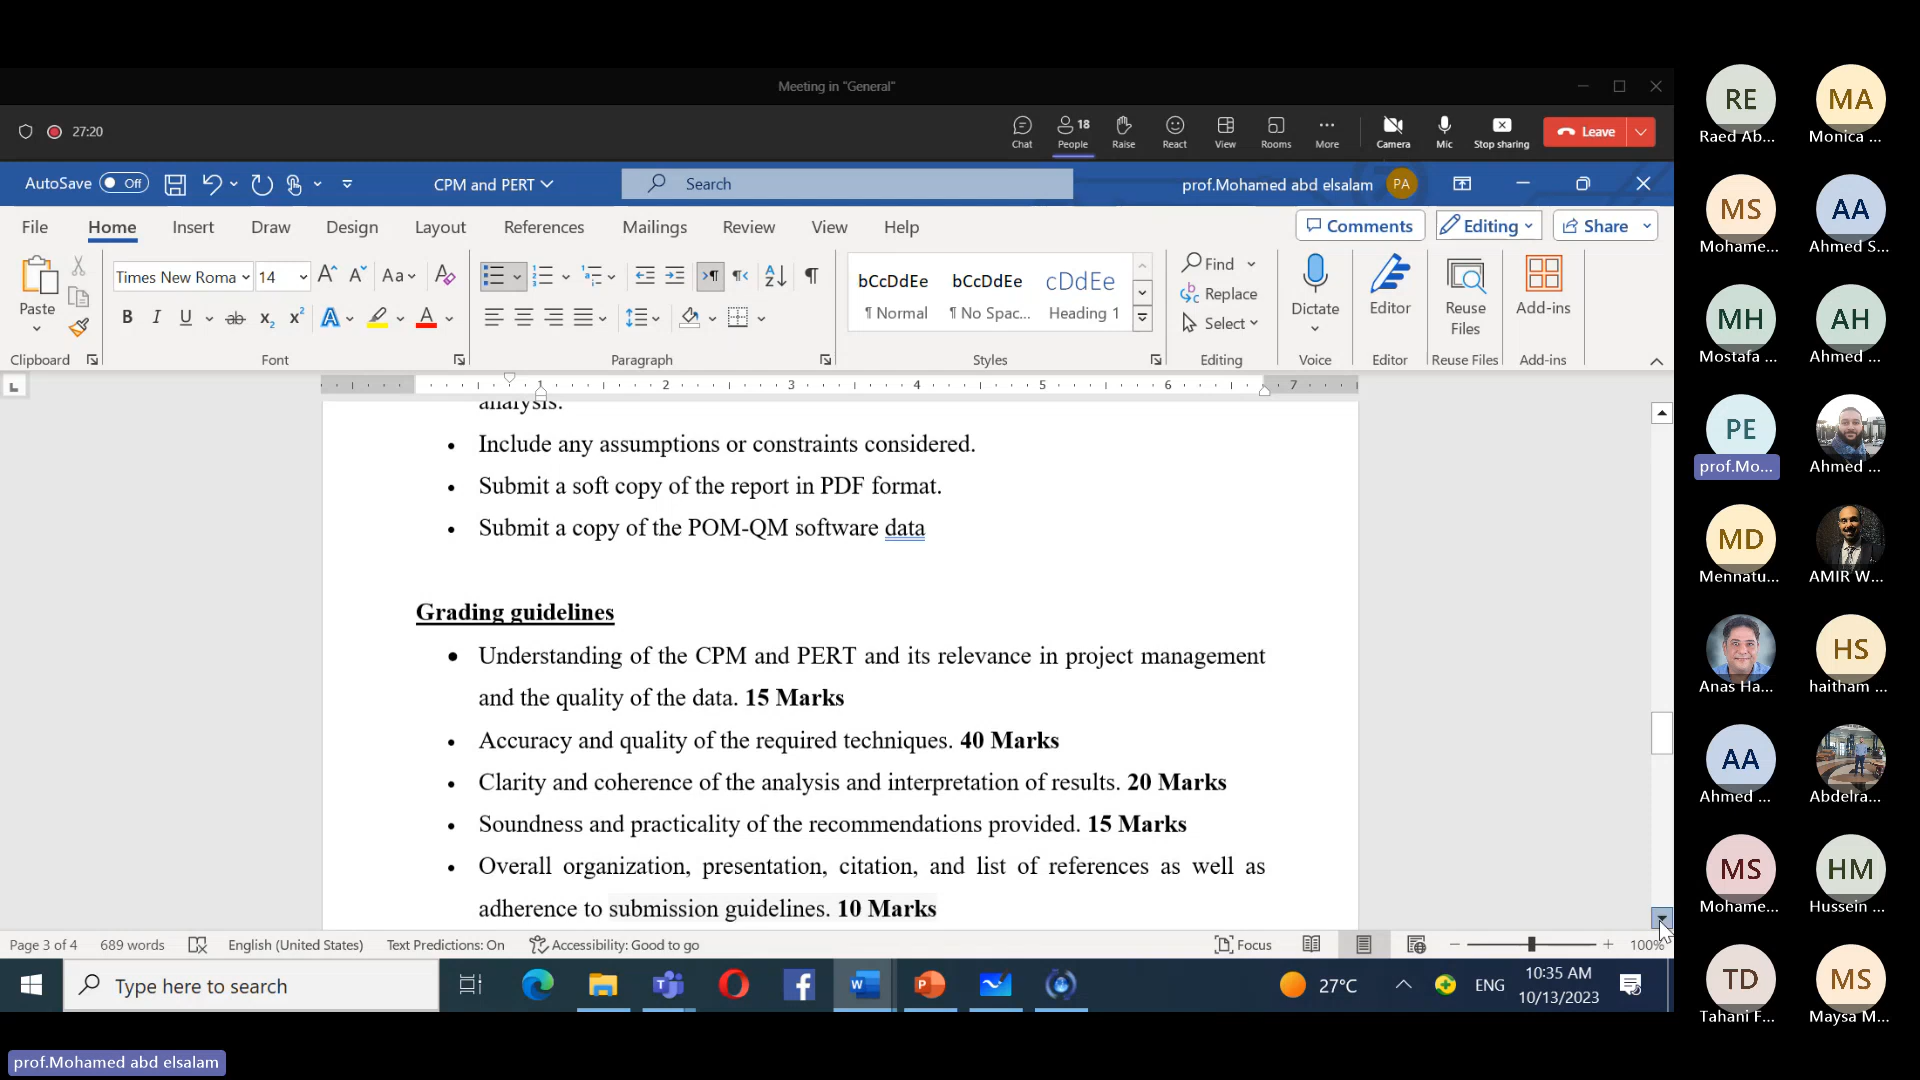 Meeting in "General"
27:20
Chat
People 18
Raise
React
View
Rooms
More
Camera
Mic
Stop sharing
Leave
AutoSave Off
CPM and PERT
Search
prof.Mohamed abd elsalam PA
File Home Insert Draw Design Layout References Mailings Review View Help
Comments Editing Share
Paste
Clipboard
Times New Roma 14
Font
Paragraph
bCcDdEe bCcDdEe cDdEe
¶ Normal ¶ No Spac... Heading 1
Styles
Find
Replace
Select
Editing
Dictate
Voice
Editor
Editor
Reuse Files
Reuse Files
Add-ins
Add-ins
1 2 3 4 5 6 7
analysis.
• Include any assumptions or constraints considered.
• Submit a soft copy of the report in PDF format.
• Submit a copy of the POM-QM software data
Grading guidelines
• Understanding of the CPM and PERT and its relevance in project management
and the quality of the data. 15 Marks
• Accuracy and quality of the required techniques. 40 Marks
• Clarity and coherence of the analysis and interpretation of results. 20 Marks
• Soundness and practicality of the recommendations provided. 15 Marks
• Overall organization, presentation, citation, and list of references as well as
adherence to submission guidelines. 10 Marks
Page 3 of 4 689 words English (United States) Text Predictions: On Accessibility: Good to go Focus 100%
Type here to search
27°C
ENG
10:35 AM
10/13/2023
prof.Mohamed abd elsalam
RE MA
Raed Ab... Monica ...
MS AA
Mohame... Ahmed S...
MH AH
Mostafa ... Ahmed ...
PE
prof.Mo... Ahmed ...
MD
Mennatu... AMIR W...
HS
Anas Ha... haitham ...
AA
Ahmed ... Abdelra...
MS HM
Mohame... Hussein ...
TD MS
Tahani F... Maysa M...